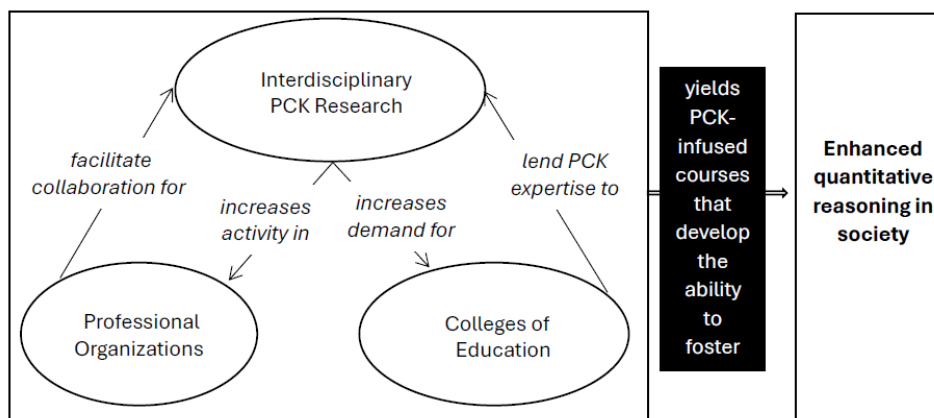 Interdisciplinary
PCK Research
facilitate
collaboration for
lend PCK
expertise to
increases
activity in
increases
demand for
Professional
Organizations
Colleges of
Education
yields
PCK-
infused
courses
that
develop
the
ability
to
foster
Enhanced
quantitative
reasoning in
society